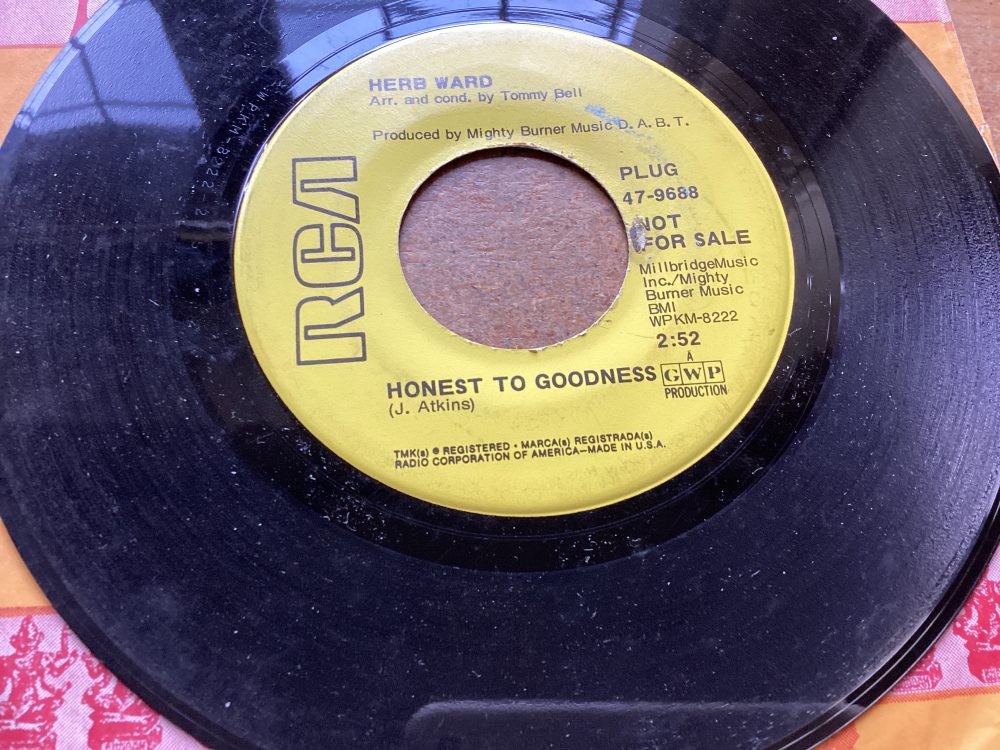 HERB WARD
Arr. and cond. by Tommy Bell
Produced by Mighty Burner Music D. A. B. T.
RCA
PLUG
47-9688
NOT
FOR SALE
MillbridgeMusic
Inc./Mighty
Burner Music
BMI
WPKM-8222
2:52
HONEST TO GOODNESS
(J. Atkins)
A
GWP
PRODUCTION
TMK(s) ® REGISTERED • MARCA(s) REGISTRADA(s)
RADIO CORPORATION OF AMERICA—MADE IN U.S.A.
WPKM-8222